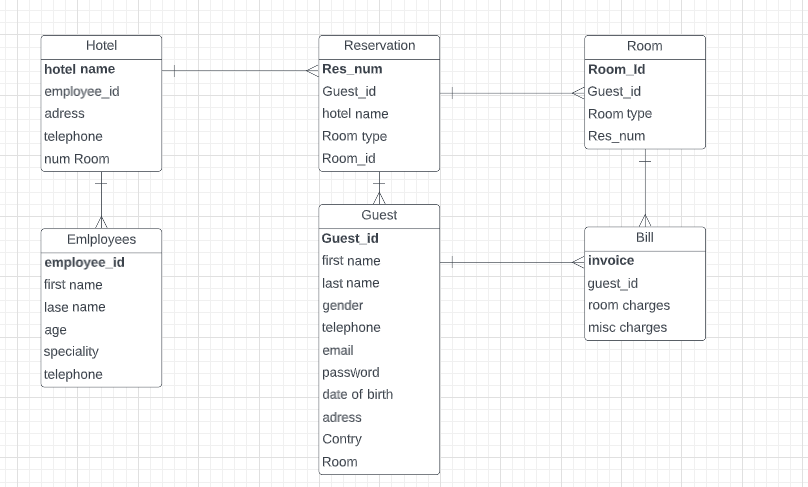 Hotel
hotel name
employee_id
adress
telephone
num Room
Reservation
Res_num
Guest_id
hotel name
Room type
Room_id
Room
Room_Id
Guest_id
Room type
Res_num
Emlployees
employee_id
first name
lase name
age
speciality
telephone
Guest
Guest_id
first name
last name
gender
telephone
email
password
date of birth
adress
Contry
Room
Bill
invoice
guest_id
room charges
misc charges